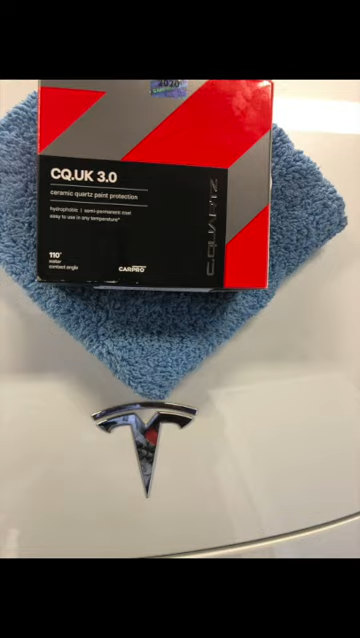 2020
CQ.UK 3.0
ceramic quartz paint protection
hydrophobic | semi-permanent coat
easy to use in any temperature*
110°
water
contact angle
CARPRO
C.QUARTZ